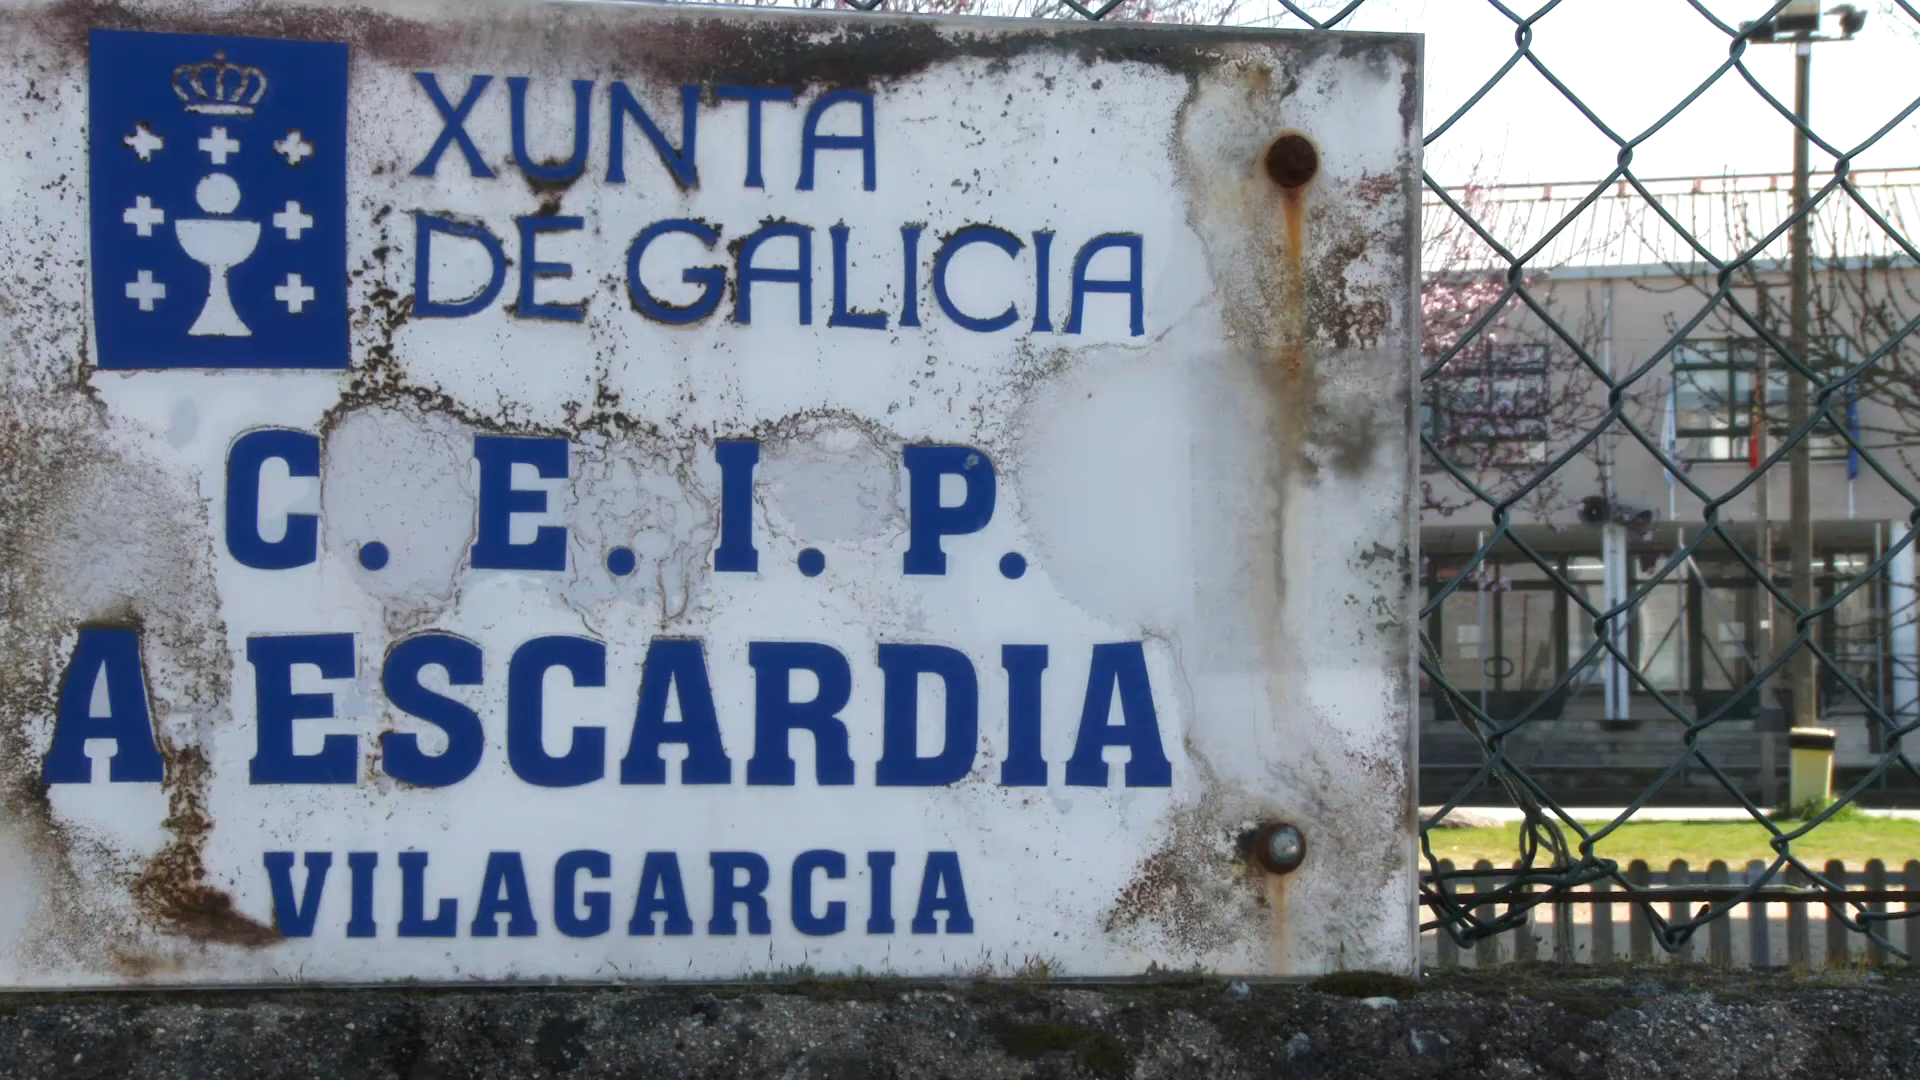 XUNTA
DE GALICIA
C. E. I. P.
A ESCARDIA
VILAGARCIA